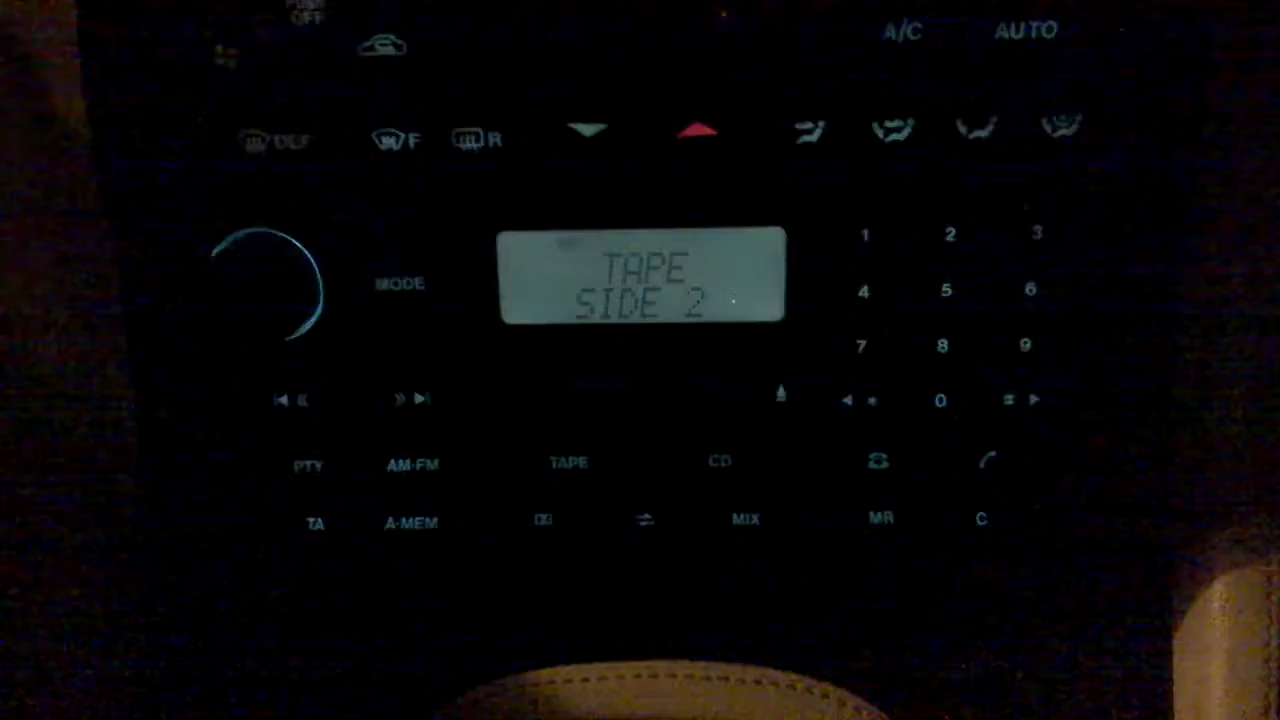 PUSH
OFF
A/C AUTO
DEF F R
1 2 3
MODE TAPE
SIDE 2
4 5 6
7 8 9
* 0 #
PTY AM·FM TAPE CD
TA A·MEM MIX MR C